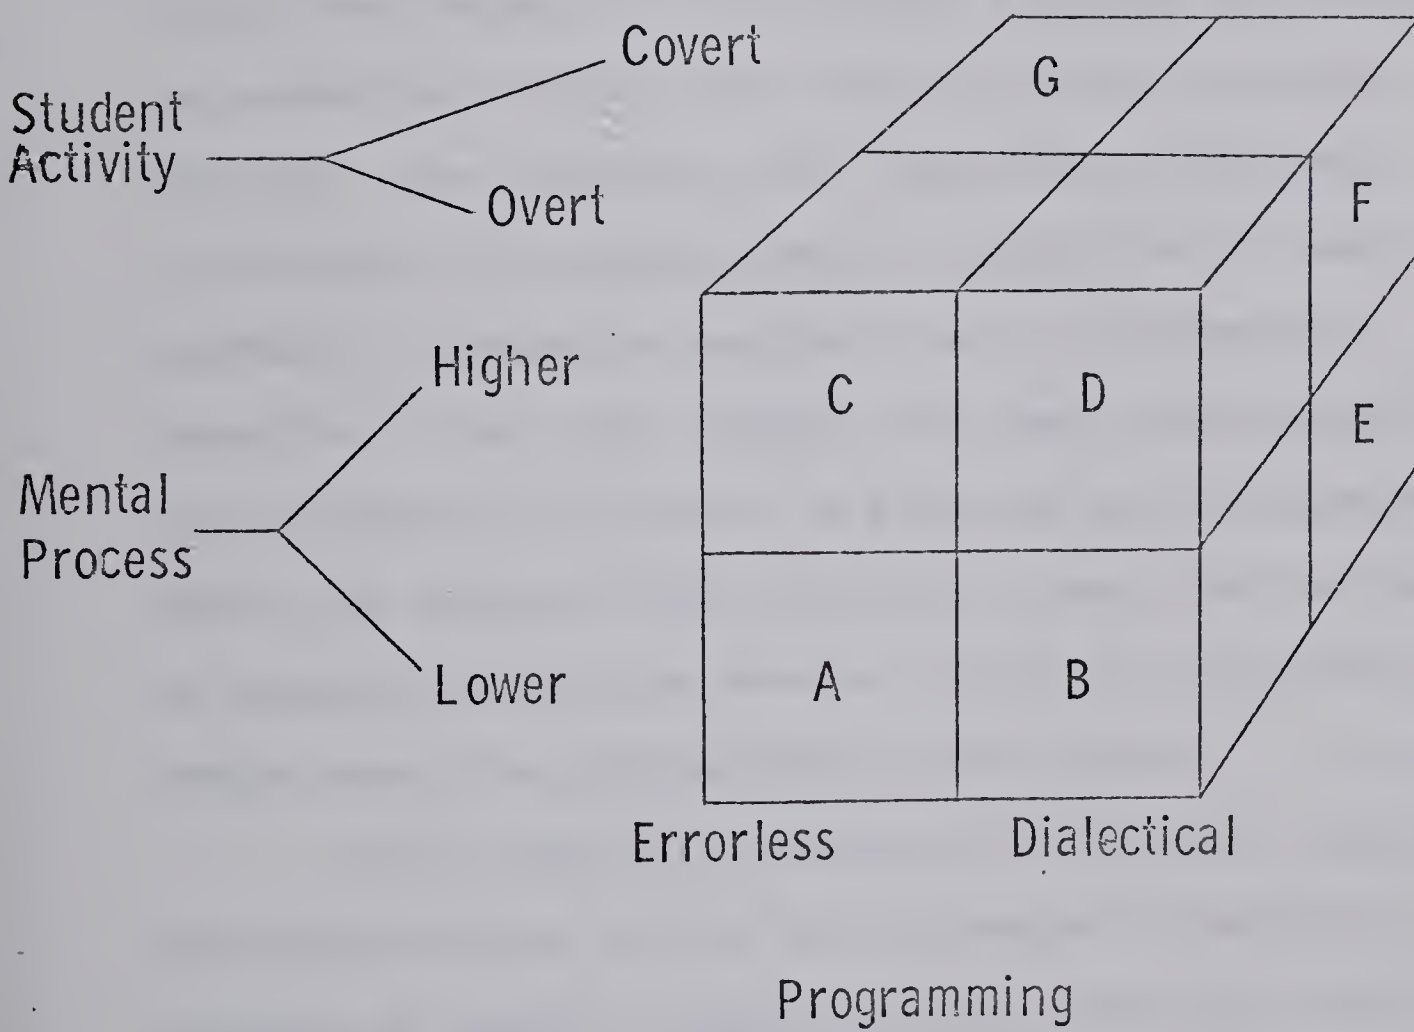 Covert
G
Student
Activity
Overt
F
Higher
C
D
E
Mental
Process
Lower
A
B
Errorless
Dialectical
Programming